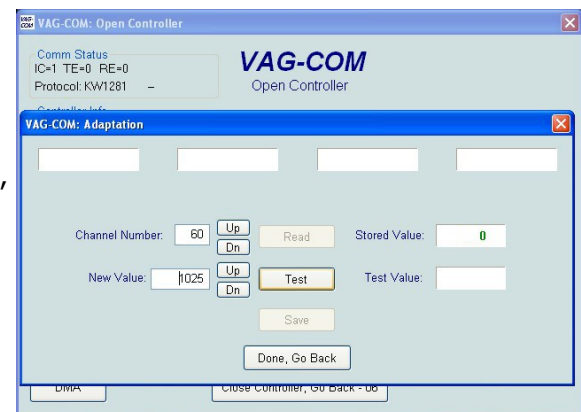 VAG-COM: Open Controller
Comm Status
IC=1 TE=0 RE=0
Protocol: KW1281 –
VAG-COM
Open Controller
Controller Info
VAG-COM: Adaptation
,
Channel Number: 60 Up Dn Read Stored Value: 0
New Value: 1025 Up Dn Test Test Value:
Save
Done, Go Back
DMA
Close Controller, Go Back - 06